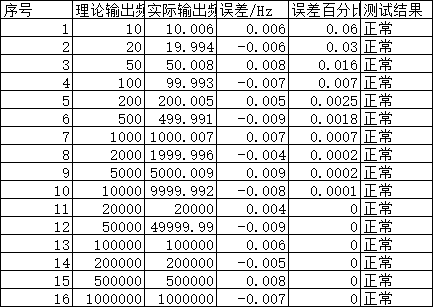 序号 理论输出频 实际输出频 误差/Hz 误差百分比 测试结果
1 10 10.006 0.006 0.06 正常
2 20 19.994 -0.006 0.03 正常
3 50 50.008 0.008 0.016 正常
4 100 99.993 -0.007 0.007 正常
5 200 200.005 0.005 0.0025 正常
6 500 499.991 -0.009 0.0018 正常
7 1000 1000.007 0.007 0.0007 正常
8 2000 1999.996 -0.004 0.0002 正常
9 5000 5000.009 0.009 0.0002 正常
10 10000 9999.992 -0.008 0.0001 正常
11 20000 20000 0.004 0 正常
12 50000 49999.99 -0.009 0 正常
13 100000 100000 0.006 0 正常
14 200000 200000 -0.005 0 正常
15 500000 500000 0.008 0 正常
16 1000000 1000000 -0.007 0 正常